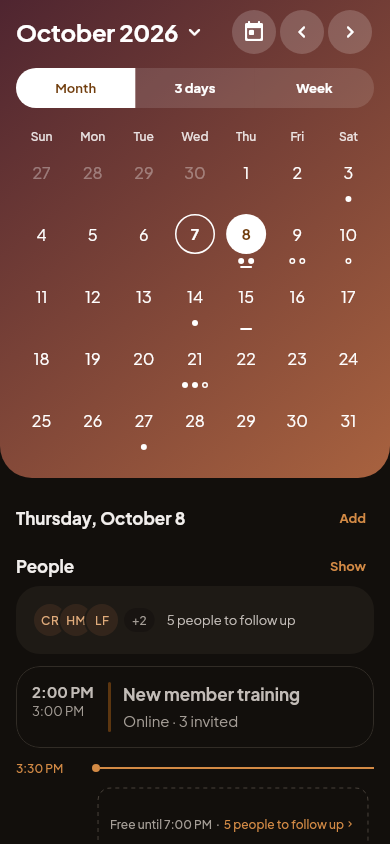 October 2026
Month 3 days Week
Sun Mon Tue Wed Thu Fri Sat
27 28 29 30 1 2 3
4 5 6 7 8 9 10
11 12 13 14 15 16 17
18 19 20 21 22 23 24
25 26 27 28 29 30 31
Thursday, October 8 Add
People Show
CR HM LF +2 5 people to follow up
2:00 PM New member training
3:00 PM Online · 3 invited
3:30 PM
Free until 7:00 PM · 5 people to follow up